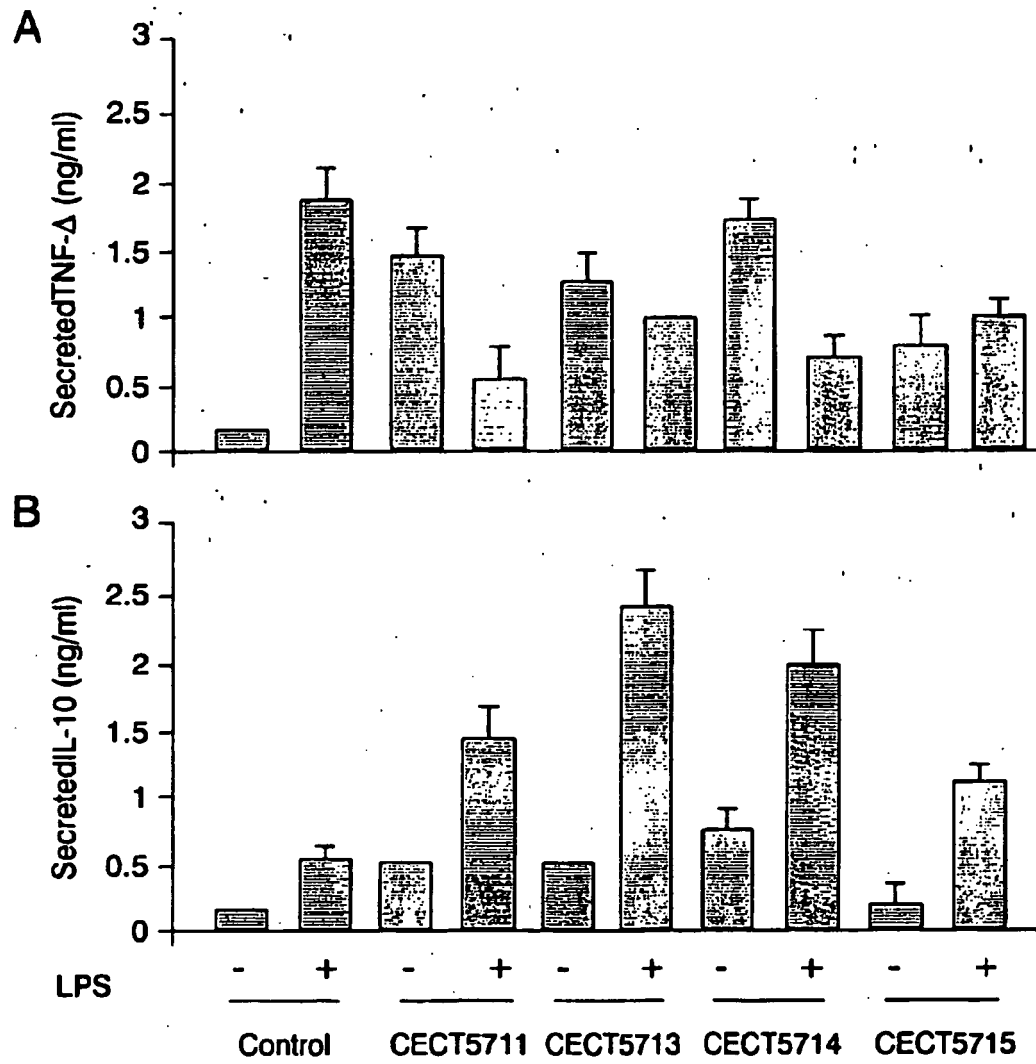 A
3
2.5
2
1.5
1
0.5
0
SecretedTNF-Δ (ng/ml)
B
3
2.5
2
1.5
1
0.5
0
SecretedIL-10 (ng/ml)
LPS - + - + - + - + - +
Control CECT5711 CECT5713 CECT5714 CECT5715